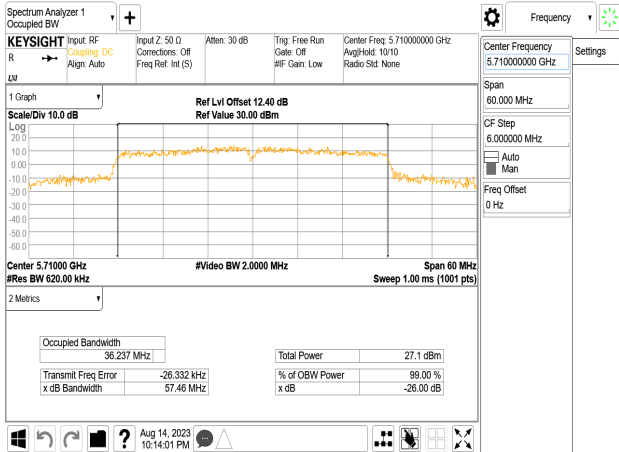 Spectrum Analyzer 1
Occupied BW
Frequency
KEYSIGHT
R
Input: RF
Coupling: DC
Align: Auto
Input Z: 50 Ω
Corrections: Off
Freq Ref: Int (S)
Atten: 30 dB
Trig: Free Run
Gate: Off
#IF Gain: Low
Center Freq: 5.710000000 GHz
Avg|Hold: 10/10
Radio Std: None
Center Frequency
5.710000000 GHz
Settings
Span
60.000 MHz
CF Step
6.000000 MHz
Auto
Man
Freq Offset
0 Hz
1 Graph
Scale/Div 10.0 dB
Ref Lvl Offset 12.40 dB
Ref Value 30.00 dBm
Log
20.0
10.0
0.00
-10.0
-20.0
-30.0
-40.0
-50.0
-60.0
Center 5.71000 GHz
#Res BW 620.00 kHz
#Video BW 2.0000 MHz
Span 60 MHz
Sweep 1.00 ms (1001 pts)
2 Metrics
Occupied Bandwidth
36.237 MHz
Total Power 27.1 dBm
Transmit Freq Error -26.332 kHz
% of OBW Power 99.00 %
x dB Bandwidth 57.46 MHz
x dB -26.00 dB
?
Aug 14, 2023
10:14:01 PM